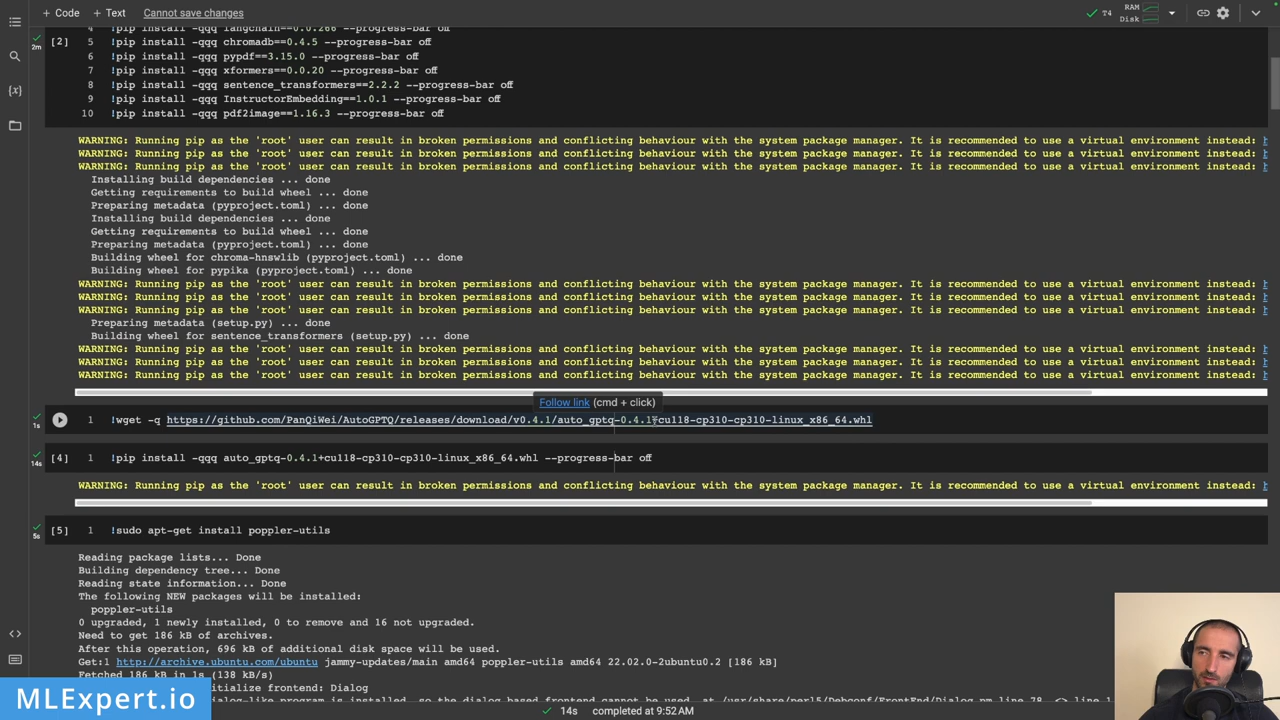 + Code + Text Cannot save changes
T4 RAM Disk
4 !pip install -qqq langchain==0.0.266 --progress-bar off
[2] 5 !pip install -qqq chromadb==0.4.5 --progress-bar off
2m
6 !pip install -qqq pypdf==3.15.0 --progress-bar off
7 !pip install -qqq xformers==0.0.20 --progress-bar off
8 !pip install -qqq sentence_transformers==2.2.2 --progress-bar off
9 !pip install -qqq InstructorEmbedding==1.0.1 --progress-bar off
10 !pip install -qqq pdf2image==1.16.3 --progress-bar off
WARNING: Running pip as the 'root' user can result in broken permissions and conflicting behaviour with the system package manager. It is recommended to use a virtual environment instead: h
WARNING: Running pip as the 'root' user can result in broken permissions and conflicting behaviour with the system package manager. It is recommended to use a virtual environment instead: h
WARNING: Running pip as the 'root' user can result in broken permissions and conflicting behaviour with the system package manager. It is recommended to use a virtual environment instead: h
Installing build dependencies ... done
Getting requirements to build wheel ... done
Preparing metadata (pyproject.toml) ... done
Installing build dependencies ... done
Getting requirements to build wheel ... done
Preparing metadata (pyproject.toml) ... done
Building wheel for chroma-hnswlib (pyproject.toml) ... done
Building wheel for pypika (pyproject.toml) ... done
WARNING: Running pip as the 'root' user can result in broken permissions and conflicting behaviour with the system package manager. It is recommended to use a virtual environment instead: h
WARNING: Running pip as the 'root' user can result in broken permissions and conflicting behaviour with the system package manager. It is recommended to use a virtual environment instead: h
WARNING: Running pip as the 'root' user can result in broken permissions and conflicting behaviour with the system package manager. It is recommended to use a virtual environment instead: h
Preparing metadata (setup.py) ... done
Building wheel for sentence_transformers (setup.py) ... done
WARNING: Running pip as the 'root' user can result in broken permissions and conflicting behaviour with the system package manager. It is recommended to use a virtual environment instead: h
WARNING: Running pip as the 'root' user can result in broken permissions and conflicting behaviour with the system package manager. It is recommended to use a virtual environment instead: h
WARNING: Running pip as the 'root' user can result in broken permissions and conflicting behaviour with the system package manager. It is recommended to use a virtual environment instead: h
Follow link (cmd + click)
1 !wget -q https://github.com/PanQiWei/AutoGPTQ/releases/download/v0.4.1/auto_gptq-0.4.1+cu118-cp310-cp310-linux_x86_64.whl
1s
[4] 1 !pip install -qqq auto_gptq-0.4.1+cu118-cp310-cp310-linux_x86_64.whl --progress-bar off
14s
WARNING: Running pip as the 'root' user can result in broken permissions and conflicting behaviour with the system package manager. It is recommended to use a virtual environment instead: h
[5] 1 !sudo apt-get install poppler-utils
5s
Reading package lists... Done
Building dependency tree... Done
Reading state information... Done
The following NEW packages will be installed:
poppler-utils
0 upgraded, 1 newly installed, 0 to remove and 16 not upgraded.
Need to get 186 kB of archives.
After this operation, 696 kB of additional disk space will be used.
Get:1 http://archive.ubuntu.com/ubuntu jammy-updates/main amd64 poppler-utils amd64 22.02.0-2ubuntu0.2 [186 kB]
Fetched 186 kB in 1s (138 kB/s)
itialize frontend: Dialog
MLExpert.io
14s completed at 9:52 AM